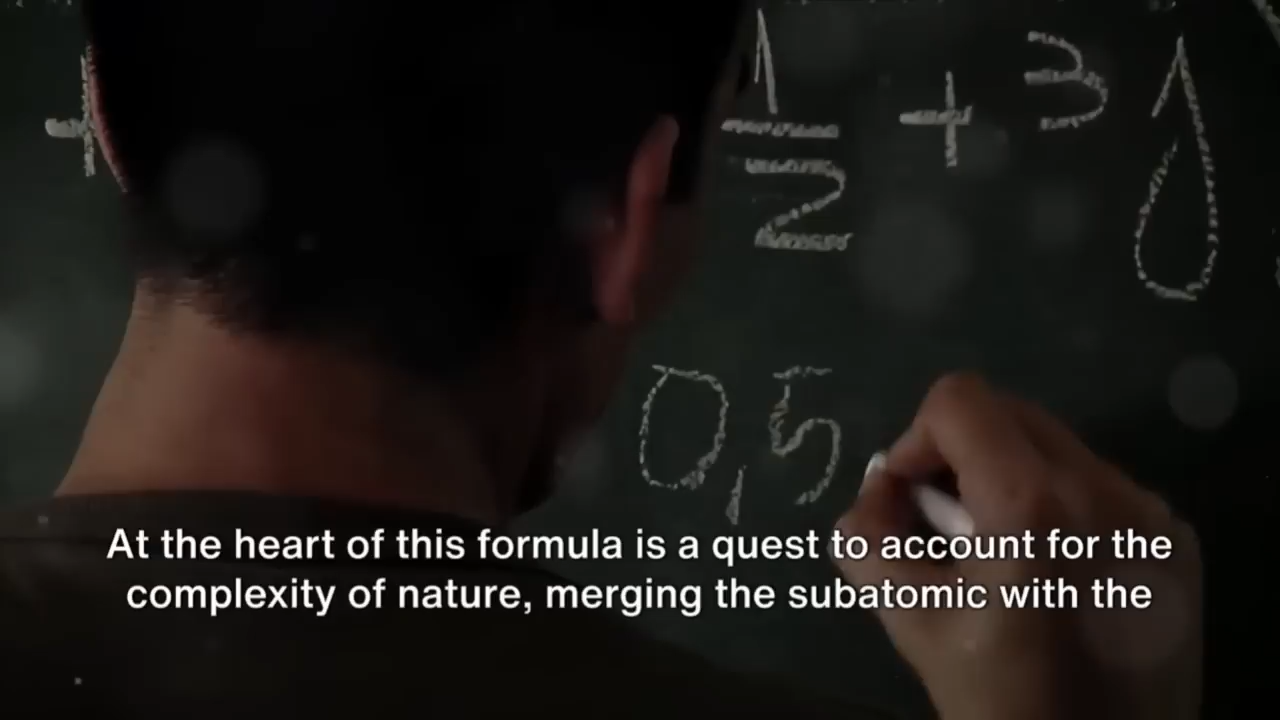 + 1/2 + 3 y
0,5
At the heart of this formula is a quest to account for the
complexity of nature, merging the subatomic with the